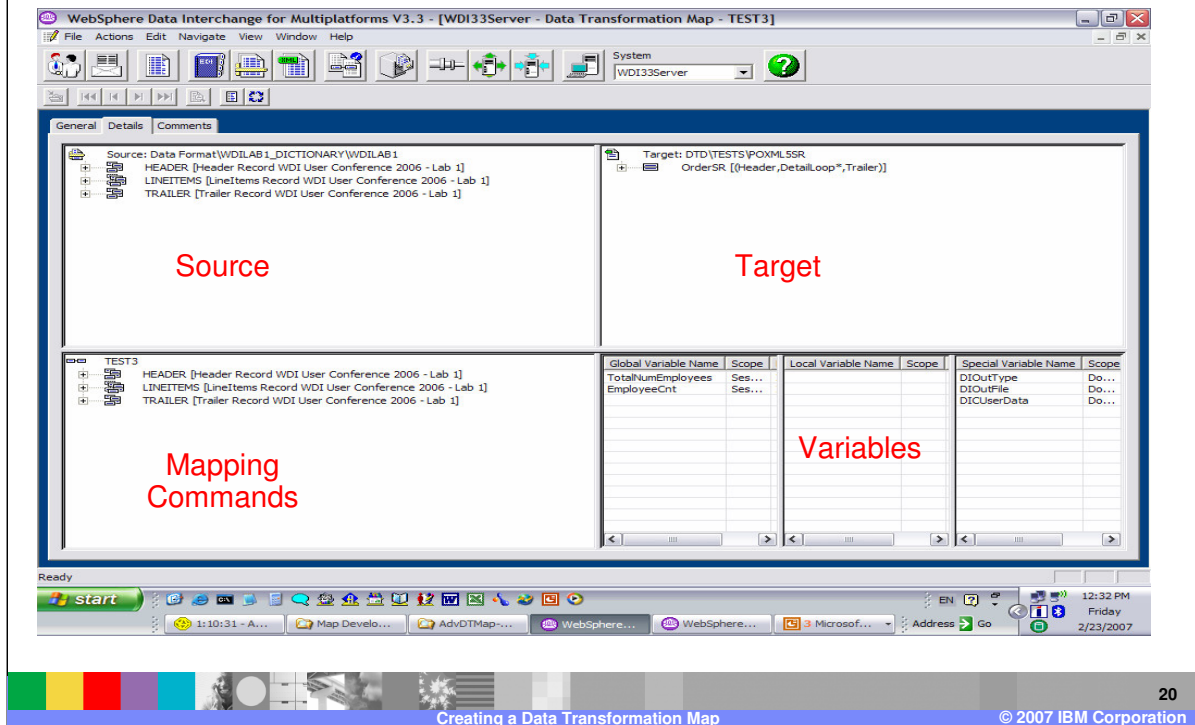 WebSphere Data Interchange for Multiplatforms V3.3 - [WDI33Server - Data Transformation Map - TEST3]
File Actions Edit Navigate View Window Help
System
WDI33Server
General Details Comments
Source: Data Format\WDILAB1_DICTIONARY\WDILAB1
HEADER [Header Record WDI User Conference 2006 - Lab 1]
LINEITEMS [LineItems Record WDI User Conference 2006 - Lab 1]
TRAILER [Trailer Record WDI User Conference 2006 - Lab 1]
Source
Target: DTD\TESTS\POXML5SR
OrderSR [(Header,DetailLoop*,Trailer)]
Target
TEST3
HEADER [Header Record WDI User Conference 2006 - Lab 1]
LINEITEMS [LineItems Record WDI User Conference 2006 - Lab 1]
TRAILER [Trailer Record WDI User Conference 2006 - Lab 1]
Mapping
Commands
Global Variable Name Scope
TotalNumEmployees Ses...
EmployeeCnt Ses...
Local Variable Name Scope
Special Variable Name Scope
DIOutType Do...
DIOutFile Do...
DICUserData Do...
Variables
Ready
start
EN
12:32 PM
1:10:31 - A... Map Develo... AdvDTMap-... WebSphere... WebSphere... 3 Microsof... Address Go
Friday
2/23/2007
20
Creating a Data Transformation Map
© 2007 IBM Corporation